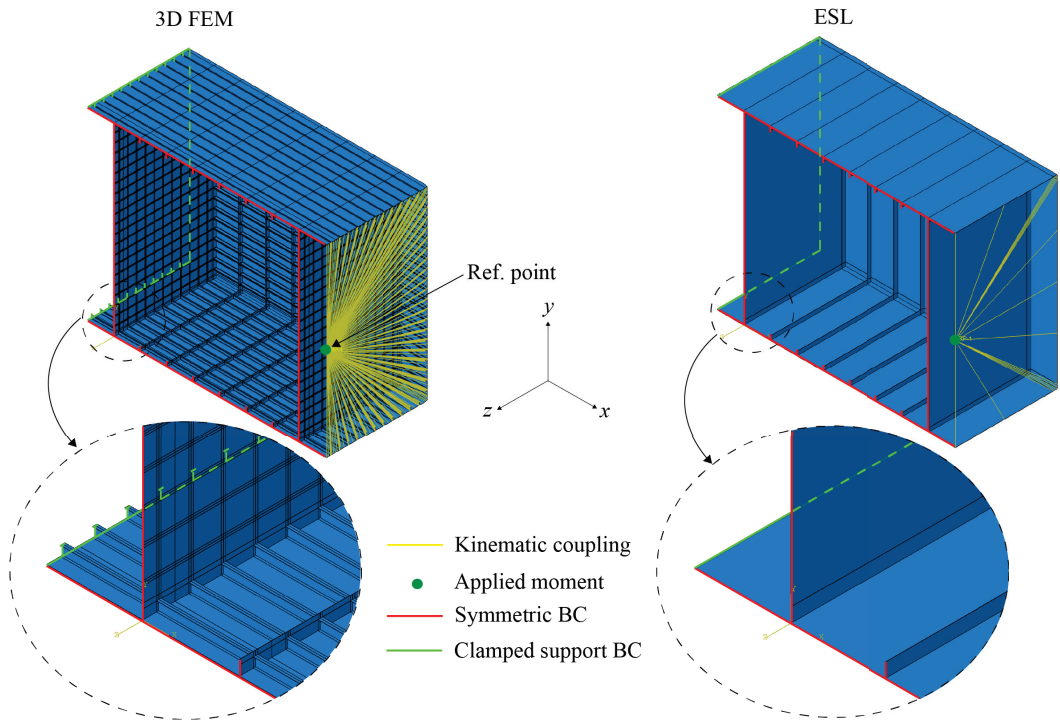 3D FEM
ESL
Ref. point
y
z
x
Kinematic coupling
Applied moment
Symmetric BC
Clamped support BC